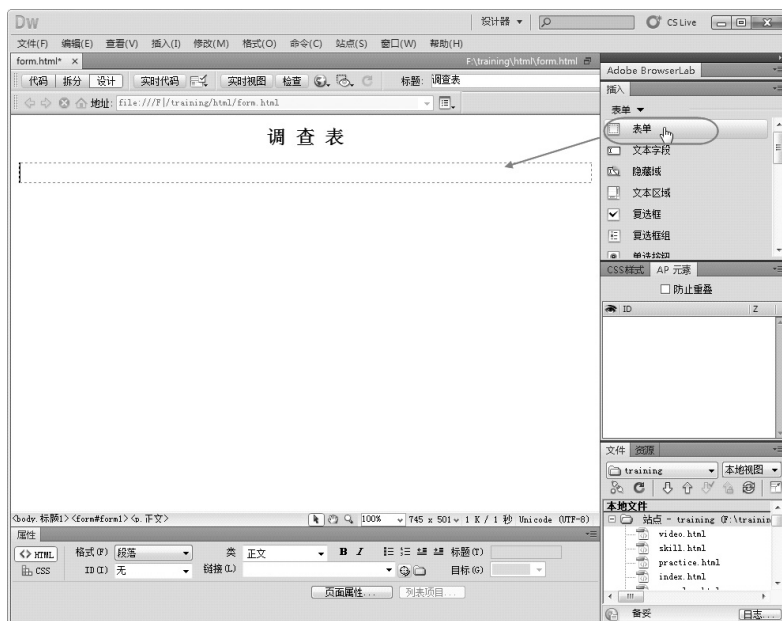 Dw 设计器 CS Live
文件(F) 编辑(E) 查看(V) 插入(I) 修改(M) 格式(O) 命令(C) 站点(S) 窗口(W) 帮助(H)
form.html* × F:\training\html\form.html
代码 拆分 设计 实时代码 实时视图 检查 标题: 调查表
地址: file:///F|/training/html/form.html
调 查 表
Adobe BrowserLab
插入
表单
表单
文本字段
隐藏域
文本区域
复选框
复选框组
单选按钮
CSS样式 AP 元素
防止重叠
ID Z
文件 资源
training 本地视图
本地文件
站点 - training (F:\trainin
video.html
skill.html
practice.html
index.html
备妥 日志...
<body.标题1> <form#form1> <p.正文> 100% 745 x 501 1 K / 1 秒 Unicode (UTF-8)
属性
<> HTML 格式(F) 段落 类 正文 B I 标题(T)
CSS ID(I) 无 链接(L) 目标(G)
页面属性... 列表项目...